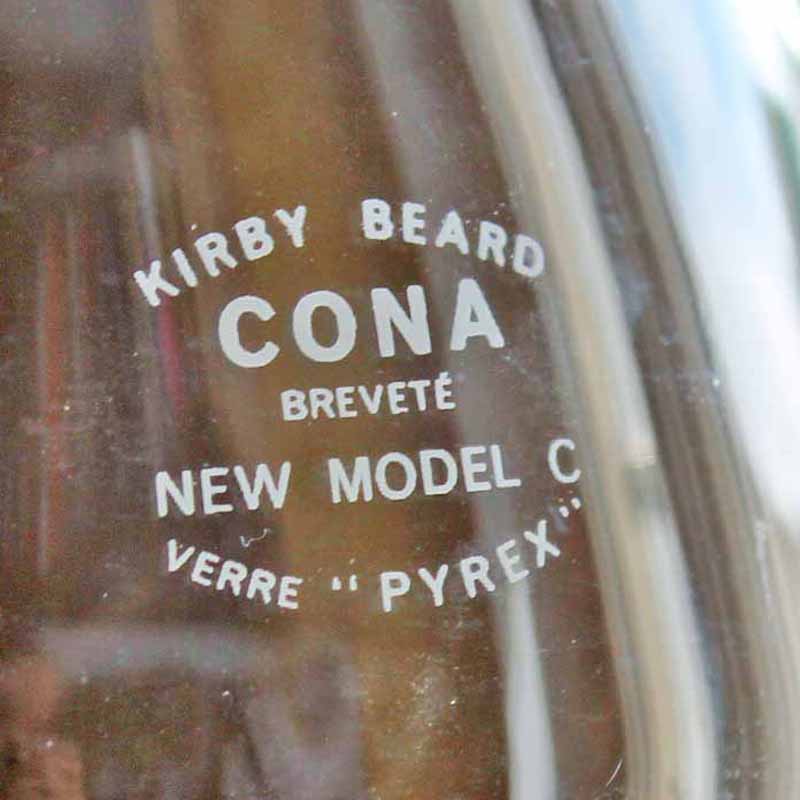 KIRBY BEARD
CONA
BREVETÉ
NEW MODEL C
VERRE "PYREX"